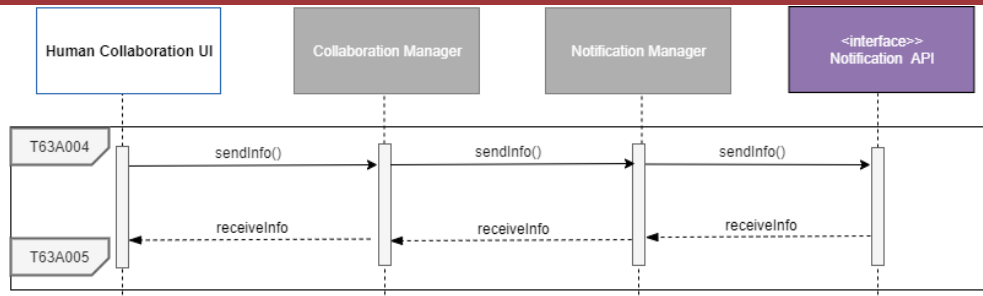 Human Collaboration UI
Collaboration Manager
Notification Manager
<interface>>
Notification API
T63A004
sendInfo()
sendInfo()
sendInfo()
receiveInfo
receiveInfo
receiveInfo
T63A005